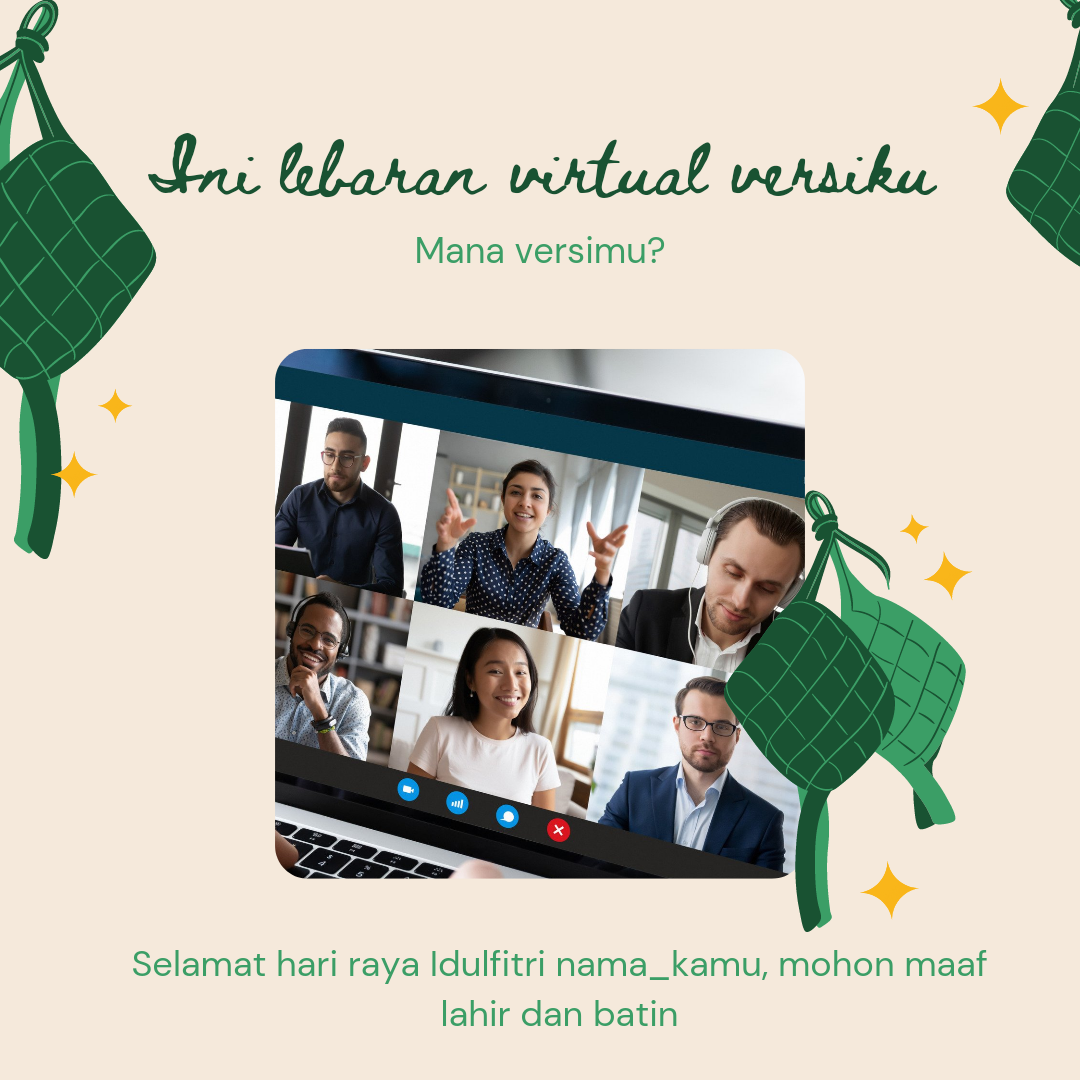 Ini lebaran virtual versiku
Mana versimu?
Selamat hari raya Idulfitri nama_kamu, mohon maaf
lahir dan batin